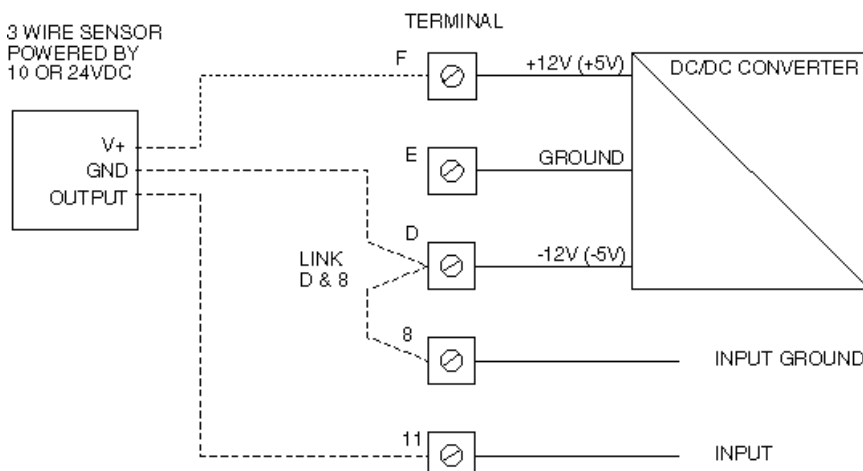 3 WIRE SENSOR
POWERED BY
10 OR 24VDC
TERMINAL
F
+12V (+5V)
DC/DC CONVERTER
V+
GND
OUTPUT
E
GROUND
D
-12V (-5V)
LINK
D & 8
8
INPUT GROUND
11
INPUT